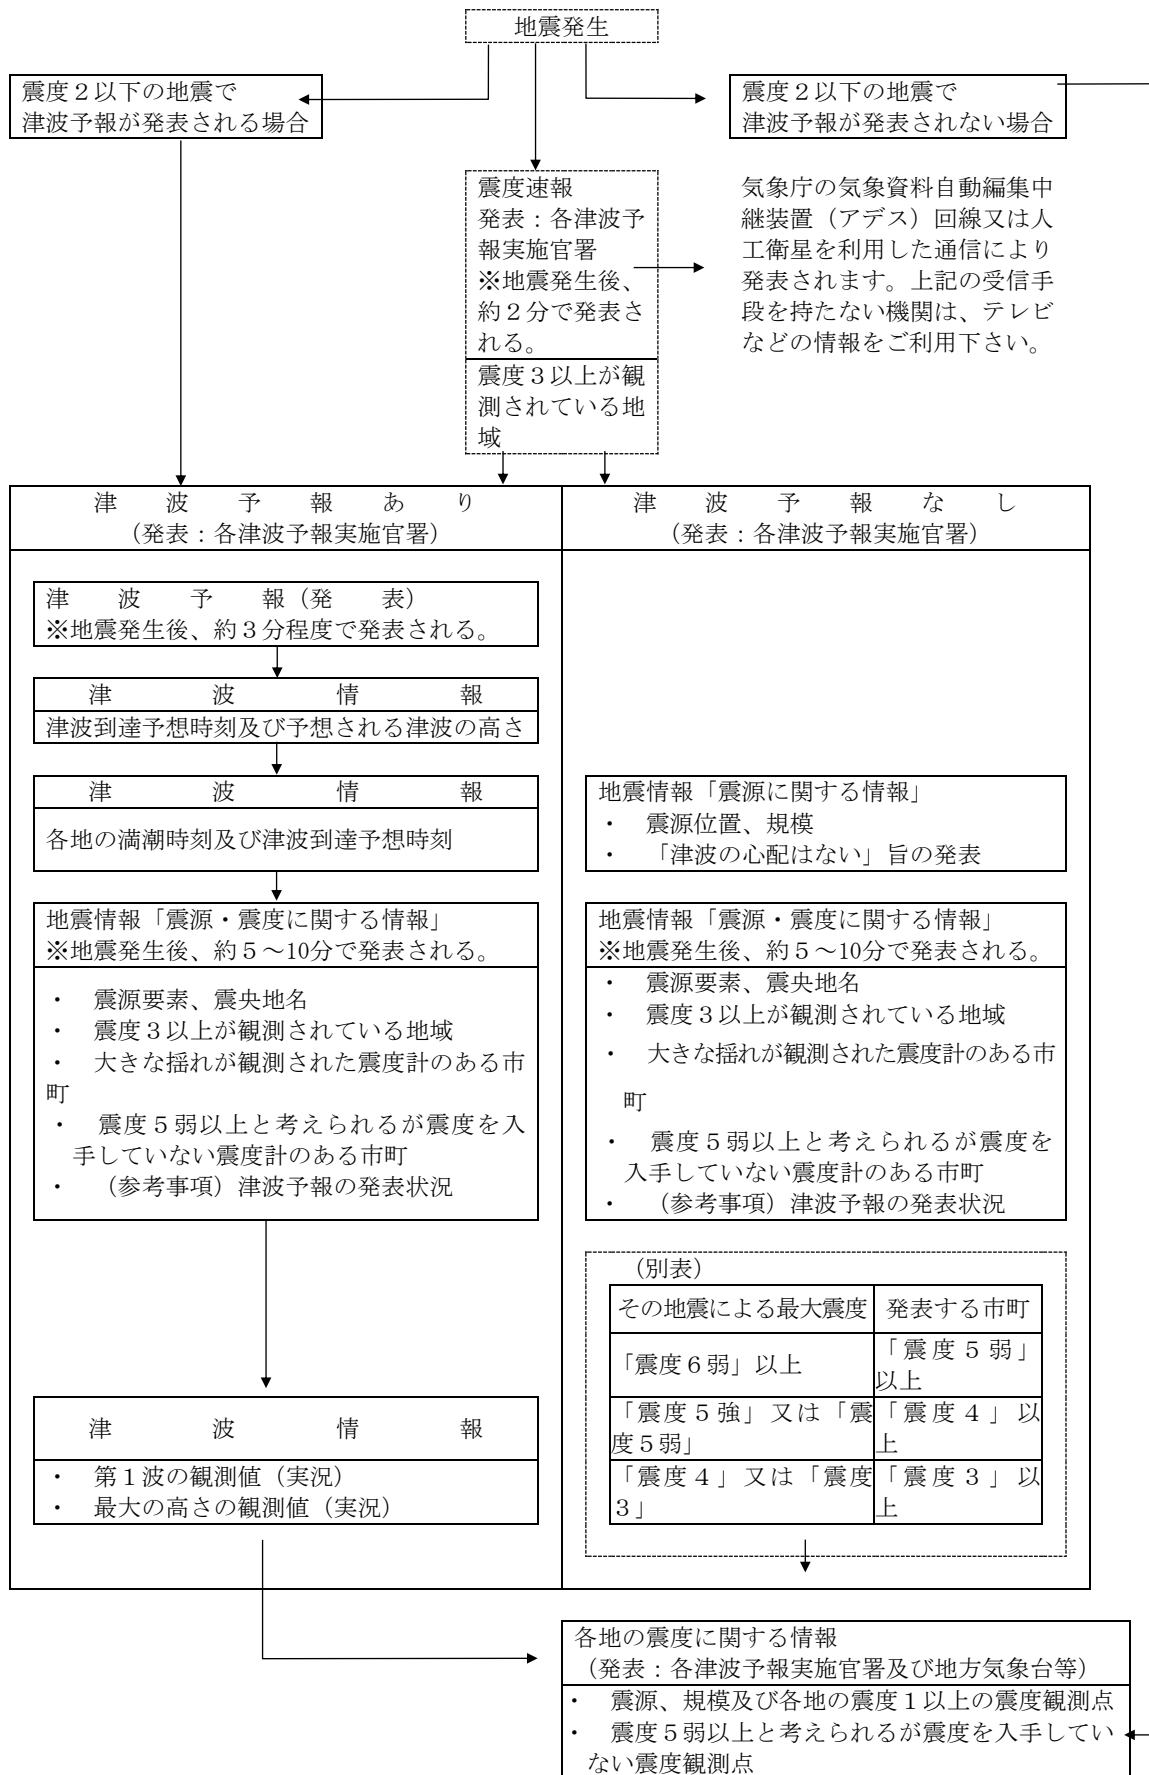 地震発生
震度２以下の地震で
津波予報が発表される場合
震度２以下の地震で
津波予報が発表されない場合
震度速報
発表：各津波予
報実施官署
※地震発生後、
約２分で発表さ
れる。
震度３以上が観
測されている地
域
気象庁の気象資料自動編集中
継装置（アデス）回線又は人
工衛星を利用した通信により
発表されます。上記の受信手
段を持たない機関は、テレビ
などの情報をご利用下さい。
津　波　予　報　あ　り
（発表：各津波予報実施官署）
津　波　予　報　な　し
（発表：各津波予報実施官署）
津　波　予　報（発　表）
※地震発生後、約３分程度で発表される。
津　波　情　報
津波到達予想時刻及び予想される津波の高さ
津　波　情　報
各地の満潮時刻及び津波到達予想時刻
地震情報「震源・震度に関する情報」
※地震発生後、約５～10分で発表される。
・　震源要素、震央地名
・　震度３以上が観測されている地域
・　大きな揺れが観測された震度計のある市
町
・　震度５弱以上と考えられるが震度を入
手していない震度計のある市町
・　（参考事項）津波予報の発表状況
津　波　情　報
・　第１波の観測値（実況）
・　最大の高さの観測値（実況）
地震情報「震源に関する情報」
・　震源位置、規模
・　「津波の心配はない」旨の発表
地震情報「震源・震度に関する情報」
※地震発生後、約５～10分で発表される。
・　震源要素、震央地名
・　震度３以上が観測されている地域
・　大きな揺れが観測された震度計のある市
町
・　震度５弱以上と考えられるが震度を
入手していない震度計のある市町
・　（参考事項）津波予報の発表状況
（別表）
その地震による最大震度　発表する市町
「震度６弱」以上
「震度５弱」
以上
「震度５強」又は「震
度５弱」
「震度４」以
上
「震度４」又は「震度
３」
「震度３」以
上
各地の震度に関する情報
（発表：各津波予報実施官署及び地方気象台等）
・　震源、規模及び各地の震度１以上の震度観測点
・　震度５弱以上と考えられるが震度を入手してい
ない震度観測点